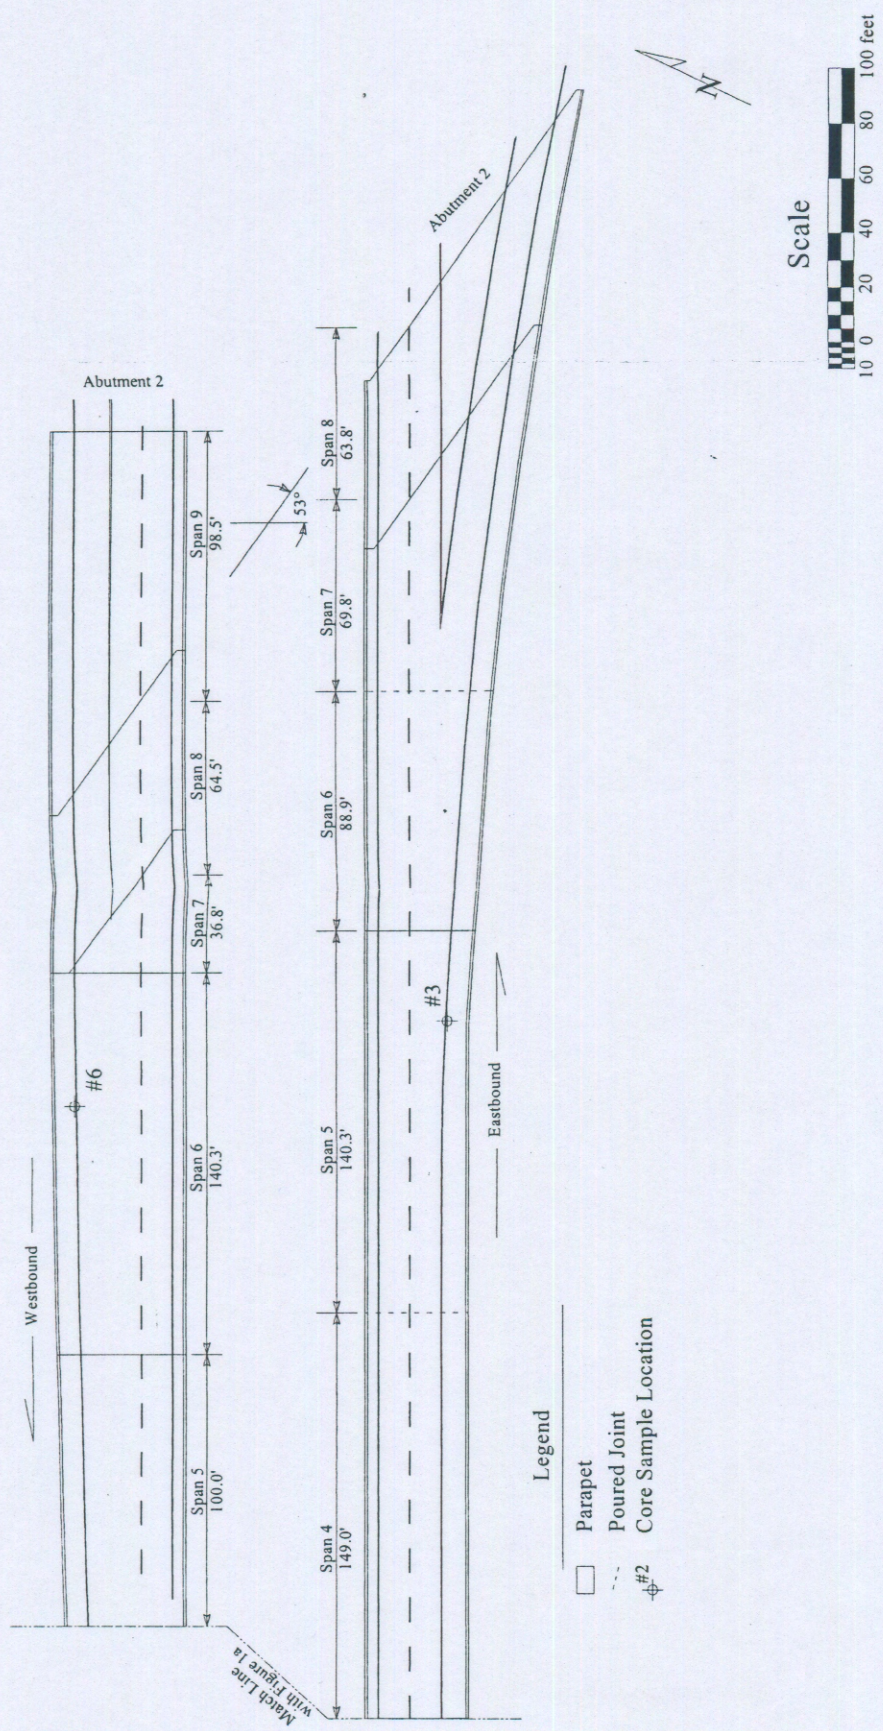 Westbound
Abutment 2
Span 5
100.0'
Span 6
140.3'
Span 7
36.8'
Span 8
64.5'
Span 9
98.5'
#6
53°
Match Line
with Figure 1a
Span 4
149.0'
Span 5
140.3'
Span 6
88.9'
Span 7
69.8'
Span 8
63.8'
Abutment 2
#3
Eastbound
N
Legend
Parapet
Poured Joint
#2 Core Sample Location
Scale
10 0 20 40 60 80 100 feet